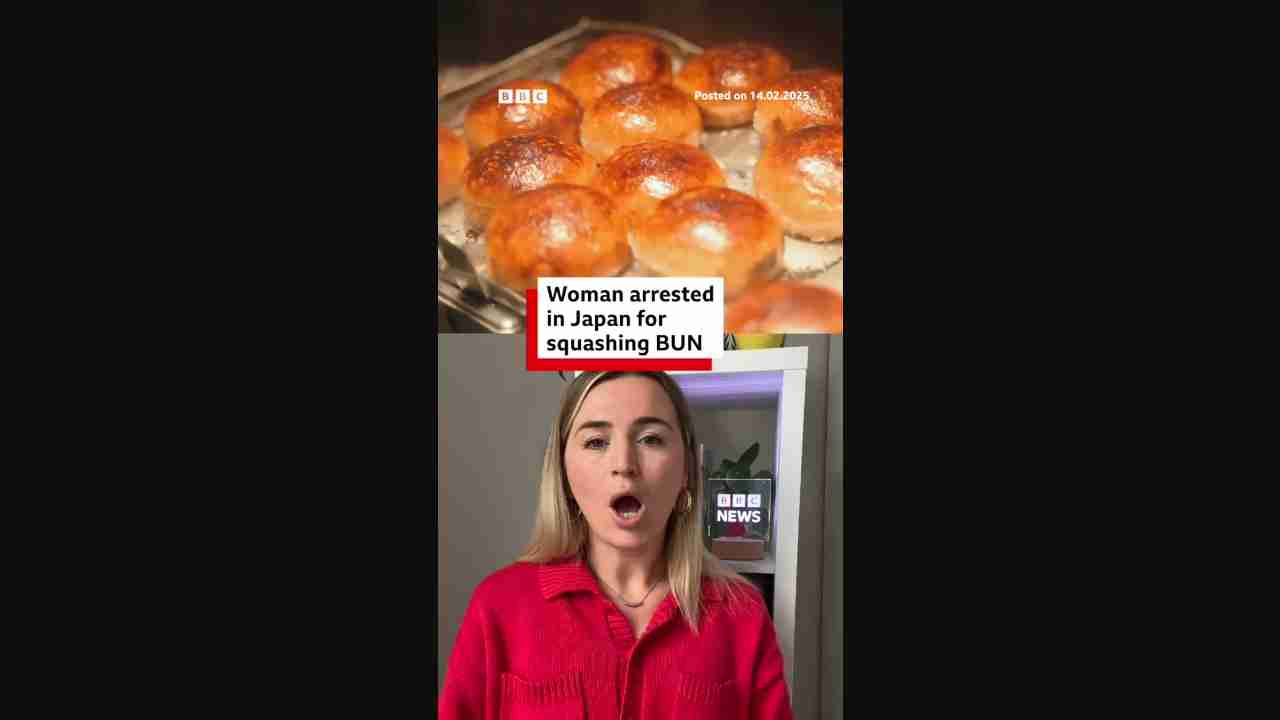 BBC
Posted on 14.02.2025
Woman arrested
in Japan for
squashing BUN
BBC
NEWS